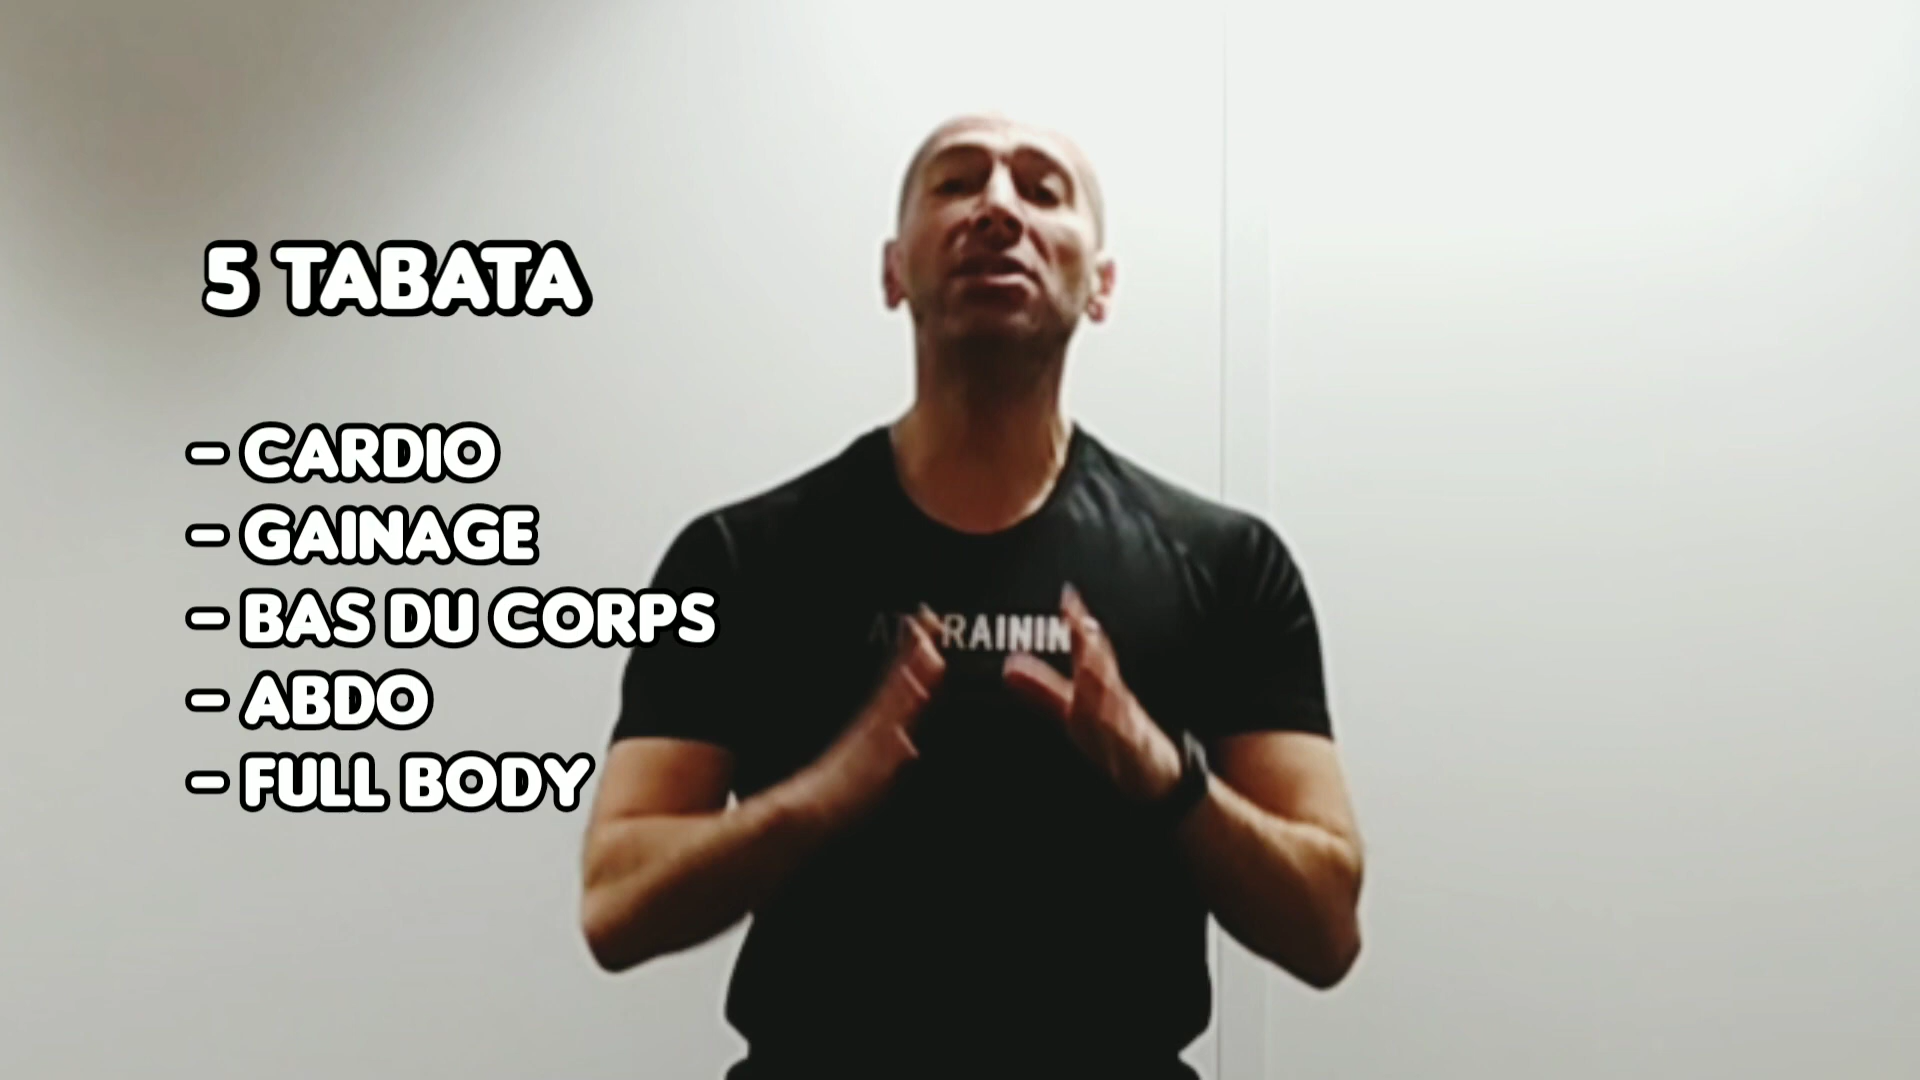 5 TABATA
- CARDIO
- GAINAGE
- BAS DU CORPS
- ABDO
- FULL BODY